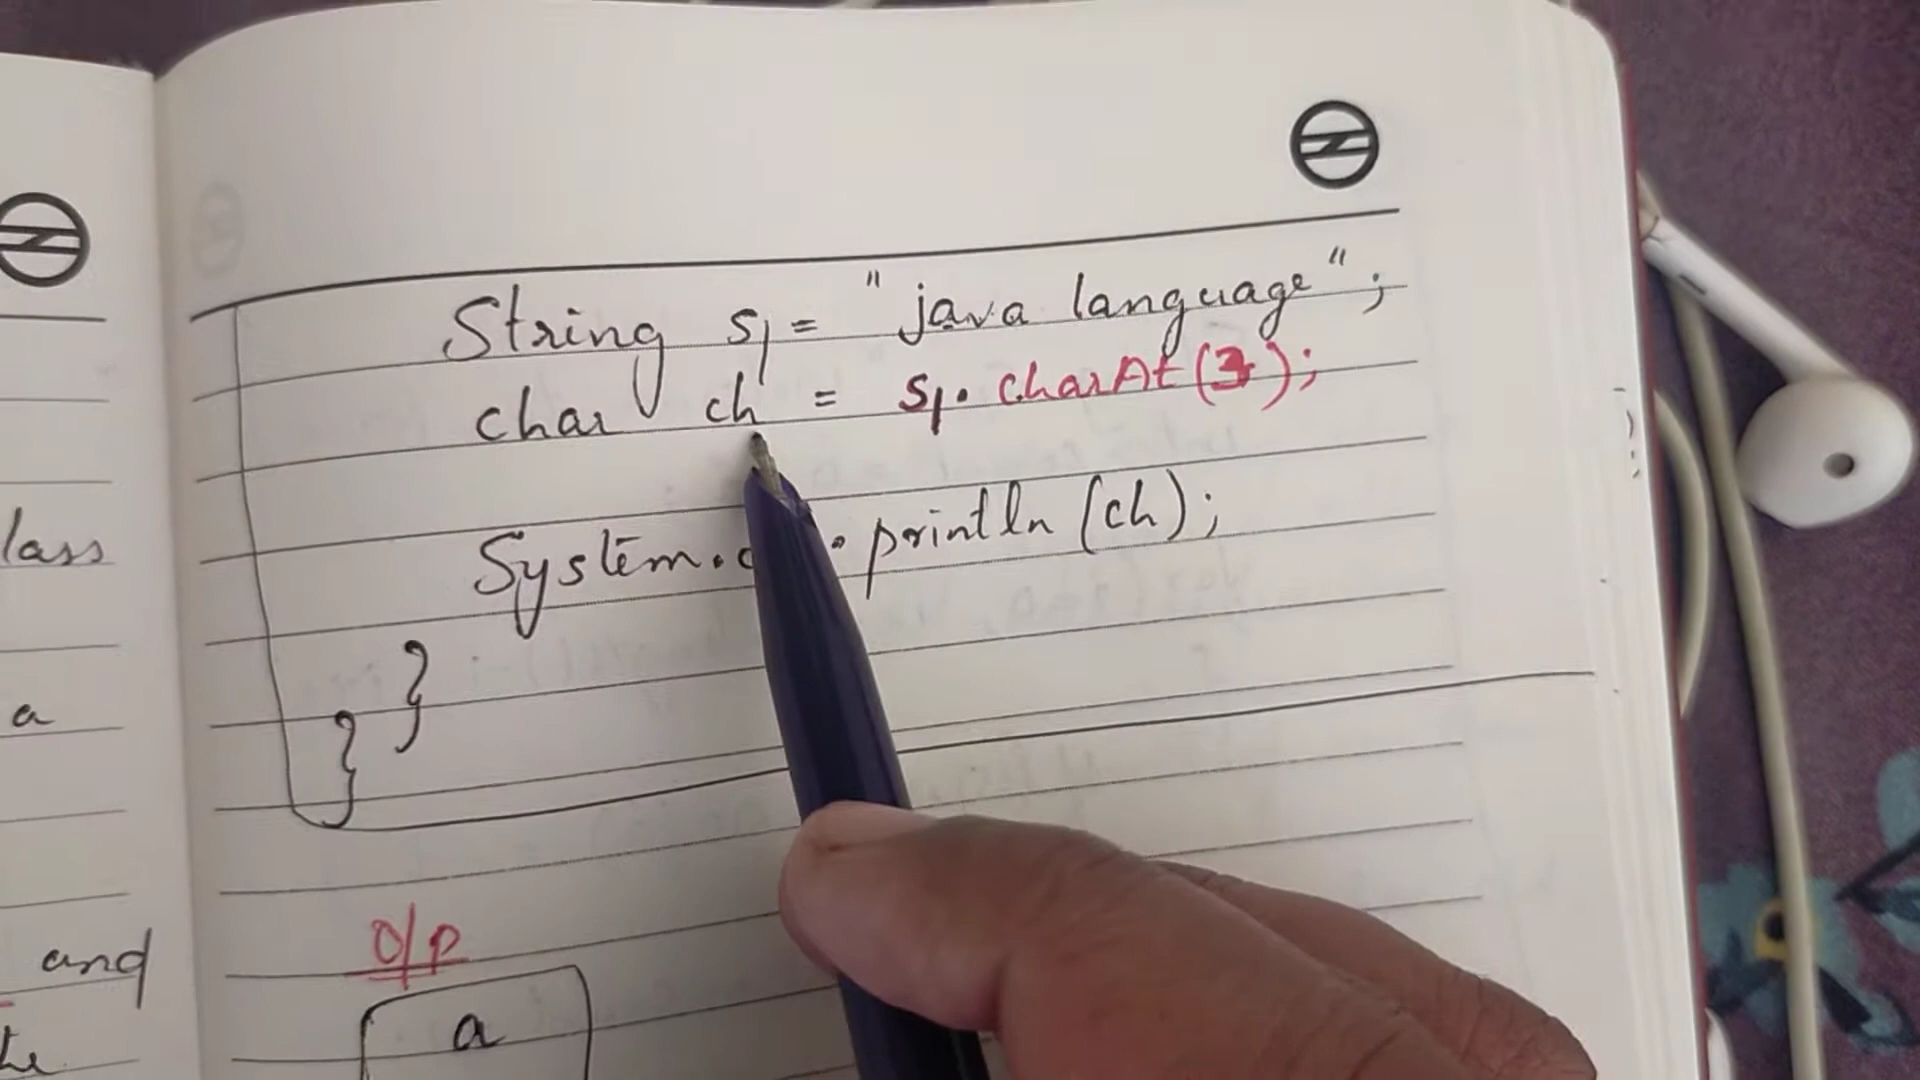 String s1 = "java language";
char ch = s1.charAt(3);
System. .println(ch);
}
}
O/P
a
lass
a
and